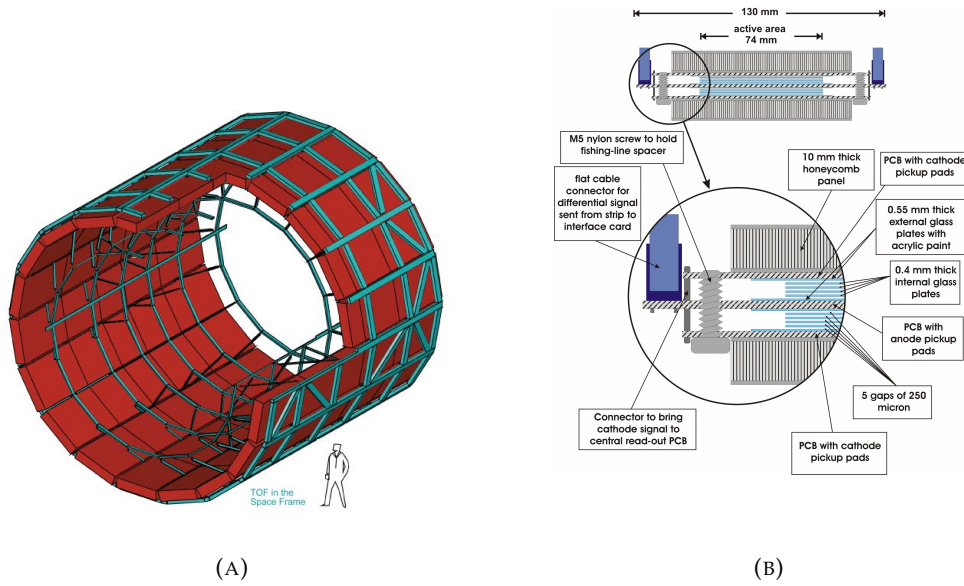 TOF in the
Space Frame
(A)
130 mm
active area
74 mm
M5 nylon screw to hold
fishing-line spacer
flat cable
connector for
differential signal
sent from strip to
interface card
10 mm thick
honeycomb
panel
PCB with cathode
pickup pads
0.55 mm thick
external glass
plates with
acrylic paint
0.4 mm thick
internal glass
plates
PCB with
anode pickup
pads
5 gaps of 250
micron
Connector to bring
cathode signal to
central read-out PCB
PCB with cathode
pickup pads
(B)